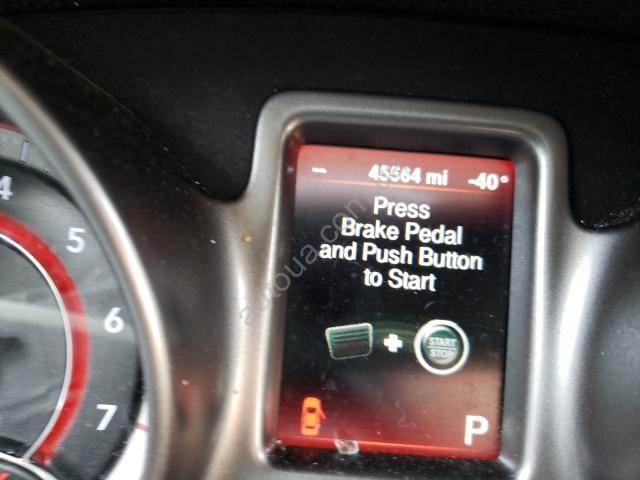 -- 45564 mi -40°
Press
Brake Pedal
and Push Button
to Start
START
STOP
P
4
5
6
7